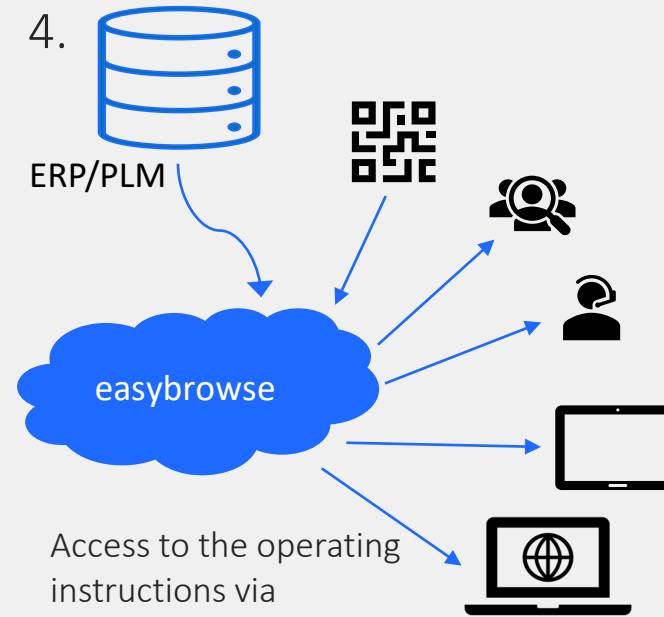 4.
ERP/PLM
easybrowse
Access to the operating
instructions via